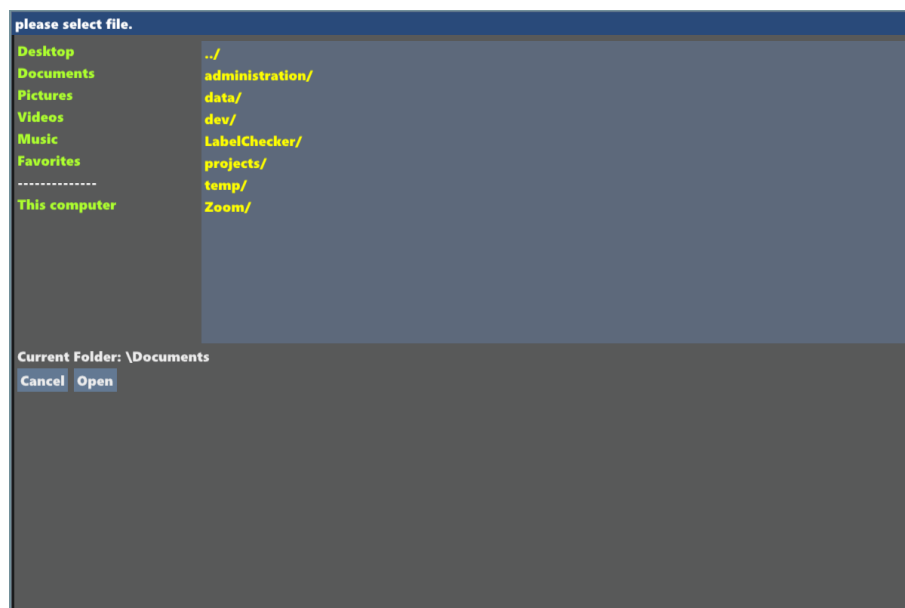 please select file.
Desktop
Documents
Pictures
Videos
Music
Favorites
--------------
This computer
../
administration/
data/
dev/
LabelChecker/
projects/
temp/
Zoom/
Current Folder: \Documents
Cancel Open